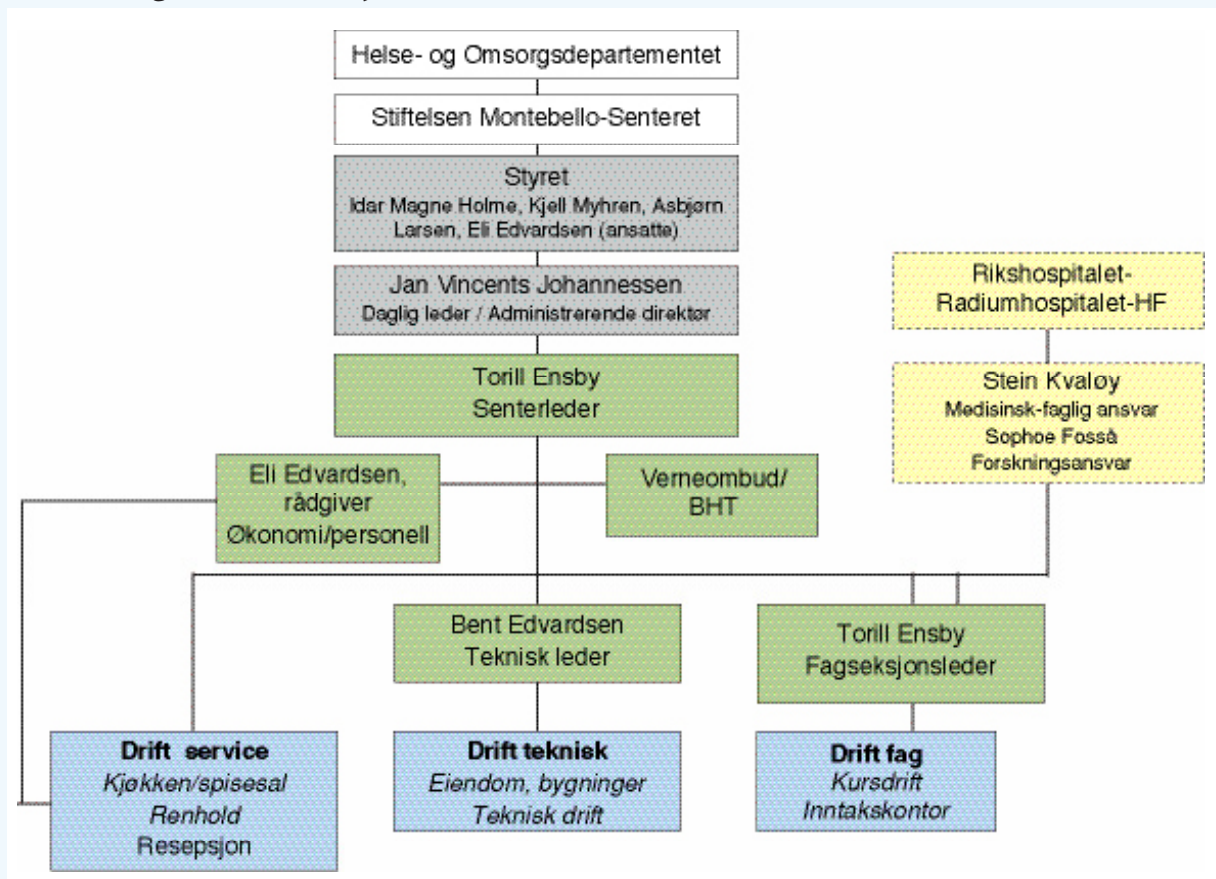 Helse- og Omsorgsdepartementet
Stiftelsen Montebello-Senteret
Styret
Idar Magne Holme, Kjell Myhren, Asbjørn
Larsen, Eli Edvardsen (ansatte)
Jan Vincents Johannessen
Daglig leder / Administrerende direktør
Rikshospitalet-
Radiumhospitalet-HF
Torill Ensby
Senterleder
Stein Kvaløy
Medisinsk-faglig ansvar
Sophoe Fosså
Forskningsansvar
Eli Edvardsen,
rådgiver
Økonomi/personell
Verneombud/
BHT
Bent Edvardsen
Teknisk leder
Torill Ensby
Fagseksjonsleder
Drift service
Kjøkken/spisesal
Renhold
Resepsjon
Drift teknisk
Eiendom, bygninger
Teknisk drift
Drift fag
Kursdrift
Inntakskontor